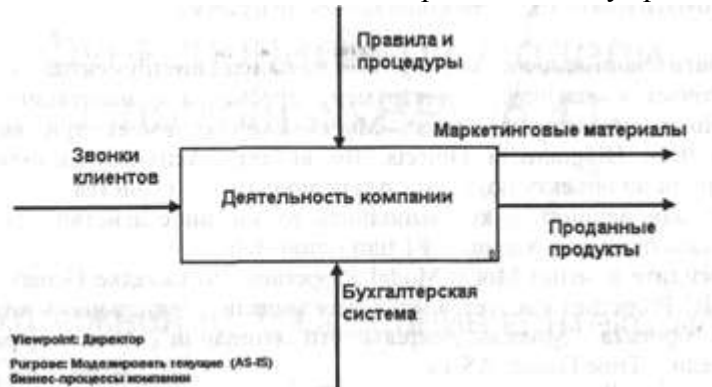 Правила и
процедуры
Маркетинговые материалы
Звонки
клиентов
Деятельность компании
Проданные
продукты
Бухгалтерская
система
Viewpoint: Директор
Purpose: Моделировать текущие (AS-IS)
бизнес-процессы компании